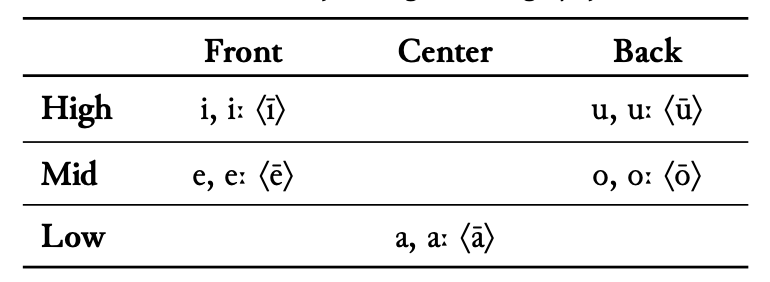 Front Center Back
High i, iː ⟨ī⟩ u, uː ⟨ū⟩
Mid e, eː ⟨ē⟩ o, oː ⟨ō⟩
Low a, aː ⟨ā⟩